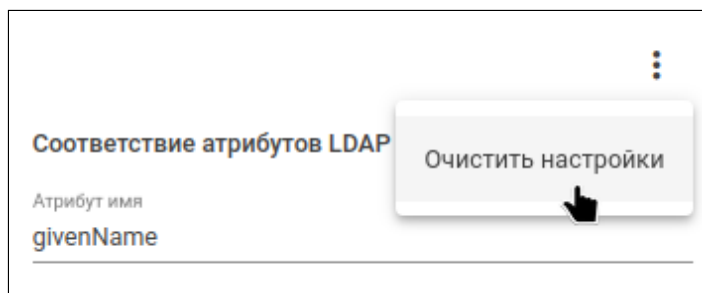 Соответствие атрибутов LDAP
Очистить настройки
Атрибут имя
givenName